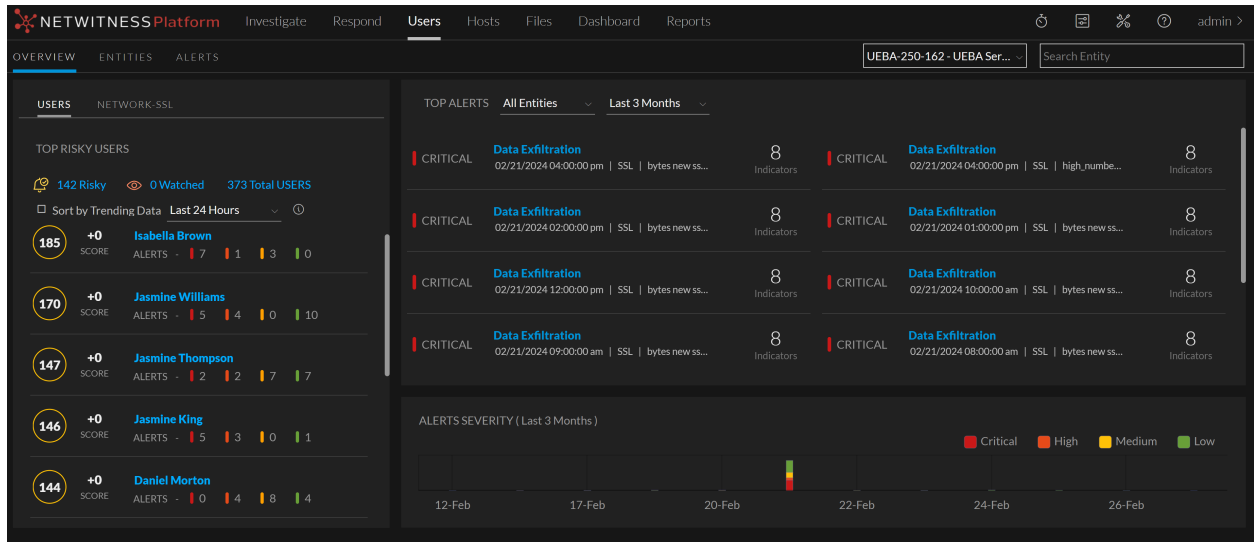 NETWITNESS Platform Investigate Respond Users Hosts Files Dashboard Reports admin >
OVERVIEW ENTITIES ALERTS UEBA-250-162 - UEBA Ser... Search Entity
USERS NETWORK-SSL
TOP RISKY USERS
142 Risky 0 Watched 373 Total USERS
Sort by Trending Data Last 24 Hours
185 +0 SCORE Isabella Brown
ALERTS - 7 1 3 0
170 +0 SCORE Jasmine Williams
ALERTS - 5 4 0 10
147 +0 SCORE Jasmine Thompson
ALERTS - 2 2 7 7
146 +0 SCORE Jasmine King
ALERTS - 5 3 0 1
144 +0 SCORE Daniel Morton
ALERTS - 0 4 8 4
TOP ALERTS All Entities Last 3 Months
CRITICAL Data Exfiltration 8
02/21/2024 04:00:00 pm | SSL | bytes new ss... Indicators
CRITICAL Data Exfiltration 8
02/21/2024 04:00:00 pm | SSL | high_numbe... Indicators
CRITICAL Data Exfiltration 8
02/21/2024 02:00:00 pm | SSL | bytes new ss... Indicators
CRITICAL Data Exfiltration 8
02/21/2024 01:00:00 pm | SSL | bytes new ss... Indicators
CRITICAL Data Exfiltration 8
02/21/2024 12:00:00 pm | SSL | bytes new ss... Indicators
CRITICAL Data Exfiltration 8
02/21/2024 10:00:00 am | SSL | bytes new ss... Indicators
CRITICAL Data Exfiltration 8
02/21/2024 09:00:00 am | SSL | bytes new ss... Indicators
CRITICAL Data Exfiltration 8
02/21/2024 08:00:00 am | SSL | bytes new ss... Indicators
ALERTS SEVERITY ( Last 3 Months )
Critical High Medium Low
12-Feb 17-Feb 20-Feb 22-Feb 24-Feb 26-Feb